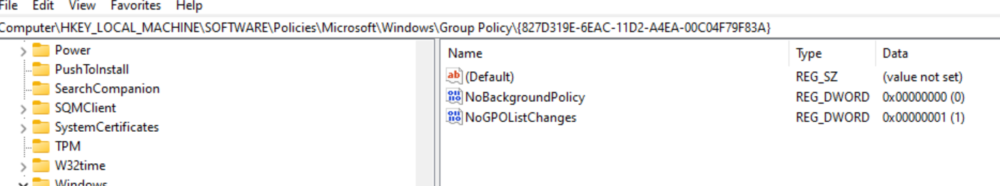 File Edit View Favorites Help
Computer\HKEY_LOCAL_MACHINE\SOFTWARE\Policies\Microsoft\Windows\Group Policy\{827D319E-6EAC-11D2-A4EA-00C04F79F83A}
Power
PushToInstall
SearchCompanion
SQMClient
SystemCertificates
TPM
W32time
Windows
Name Type Data
(Default) REG_SZ (value not set)
NoBackgroundPolicy REG_DWORD 0x00000000 (0)
NoGPOListChanges REG_DWORD 0x00000001 (1)